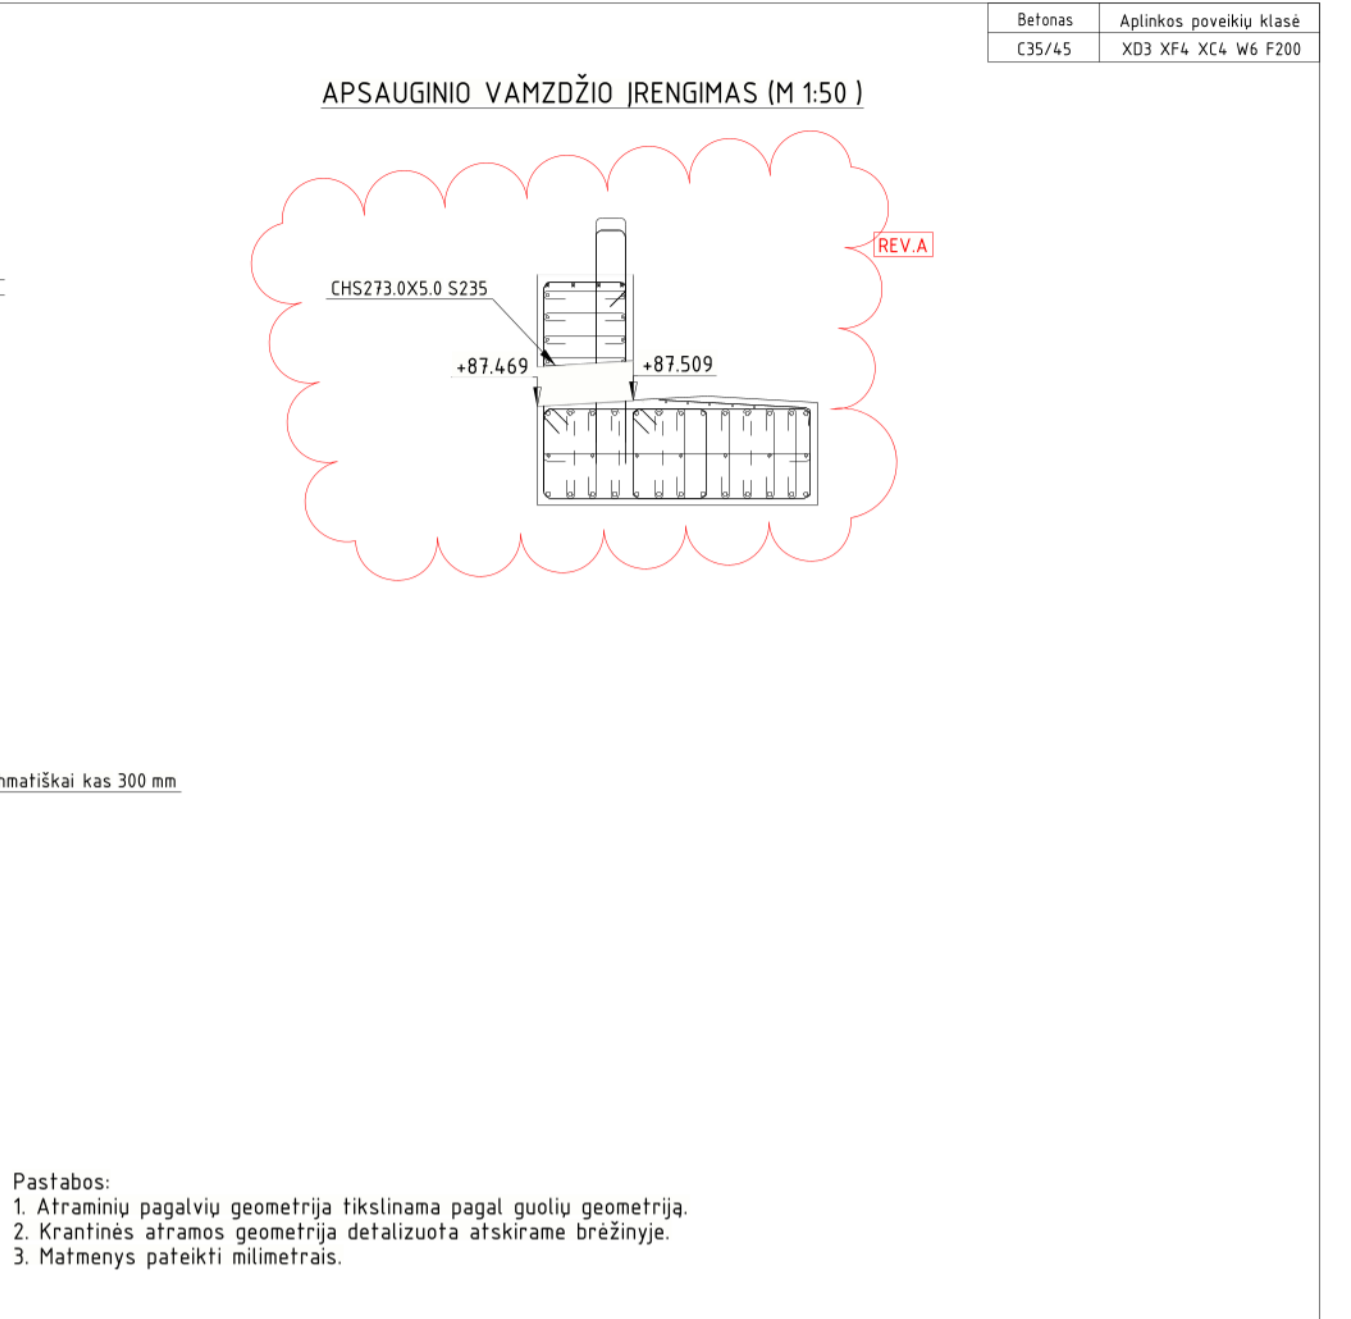 Betonas Aplinkos poveikių klasė
C35/45 XD3 XF4 XC4 W6 F200
APSAUGINIO VAMZDŽIO ĮRENGIMAS (M 1:50 )
REV.A
CHS273.0X5.0 S235
+87.469 +87.509
kas 300 mm
Pastabos:
1. Atraminių pagalvių geometrija tikslinama pagal guolių geometriją.
2. Krantinės atramos geometrija detalizuota atskirame brėžinyje.
3. Matmenys pateikti milimetrais.